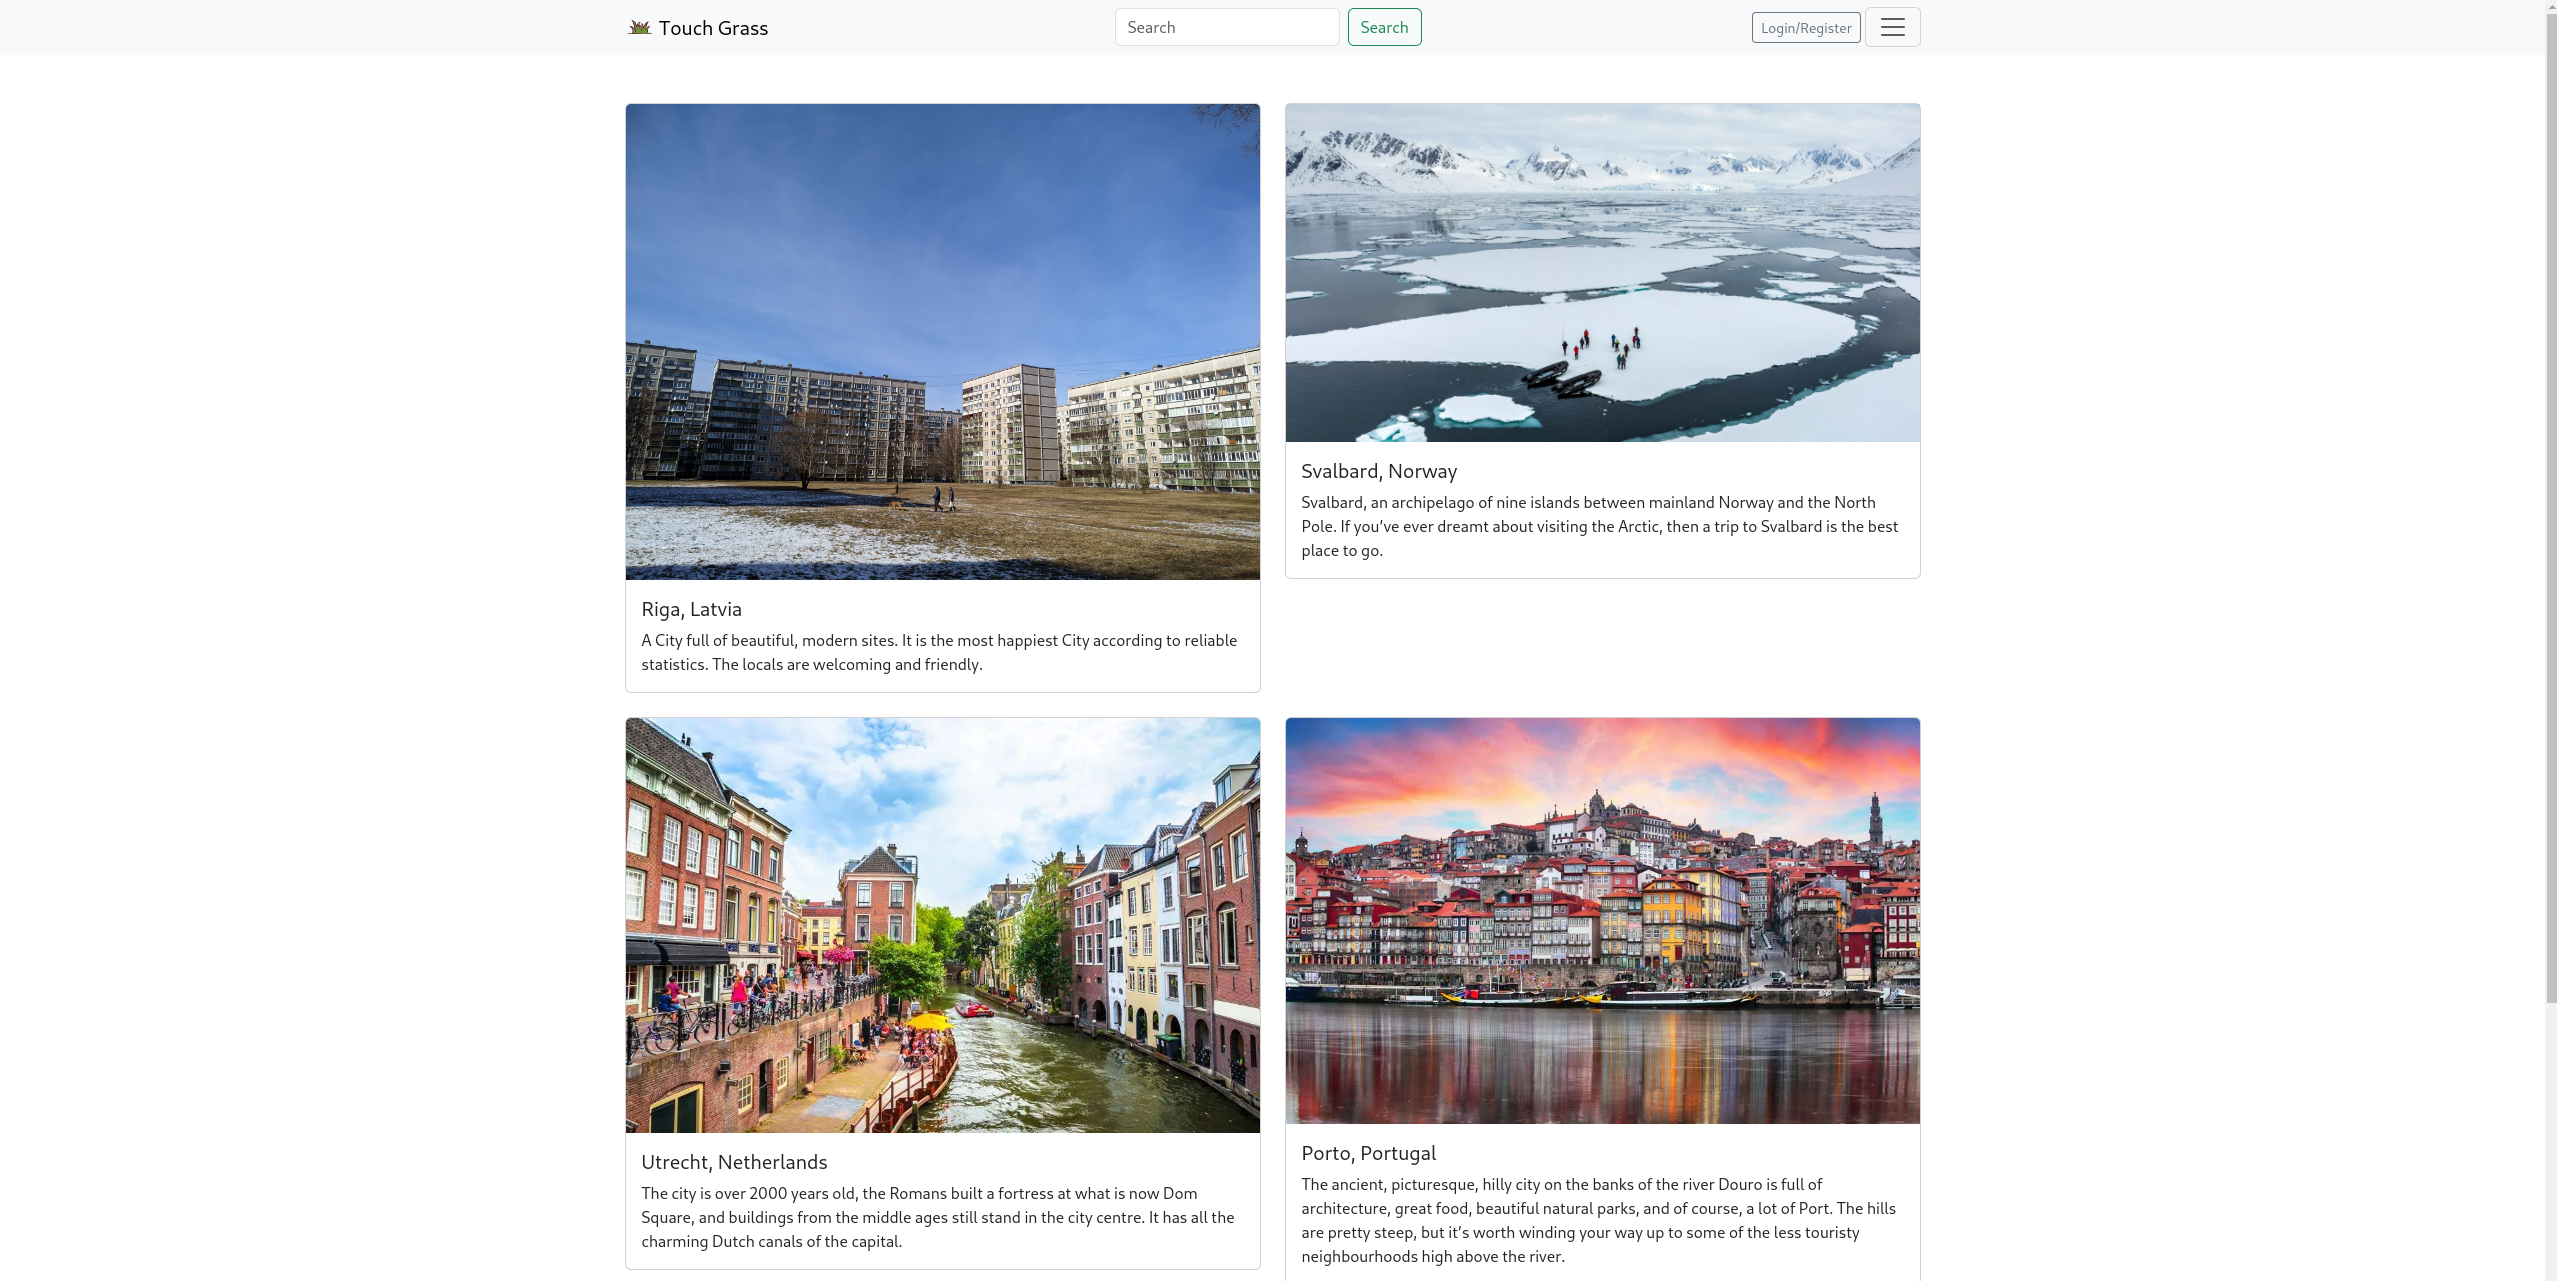 Touch Grass
Search
Search
Login/Register
Riga, Latvia
A City full of beautiful, modern sites. It is the most happiest City according to reliable
statistics. The locals are welcoming and friendly.
Svalbard, Norway
Svalbard, an archipelago of nine islands between mainland Norway and the North
Pole. If you’ve ever dreamt about visiting the Arctic, then a trip to Svalbard is the best
place to go.
Utrecht, Netherlands
The city is over 2000 years old, the Romans built a fortress at what is now Dom
Square, and buildings from the middle ages still stand in the city centre. It has all the
charming Dutch canals of the capital.
Porto, Portugal
The ancient, picturesque, hilly city on the banks of the river Douro is full of
architecture, great food, beautiful natural parks, and of course, a lot of Port. The hills
are pretty steep, but it’s worth winding your way up to some of the less touristy
neighbourhoods high above the river.